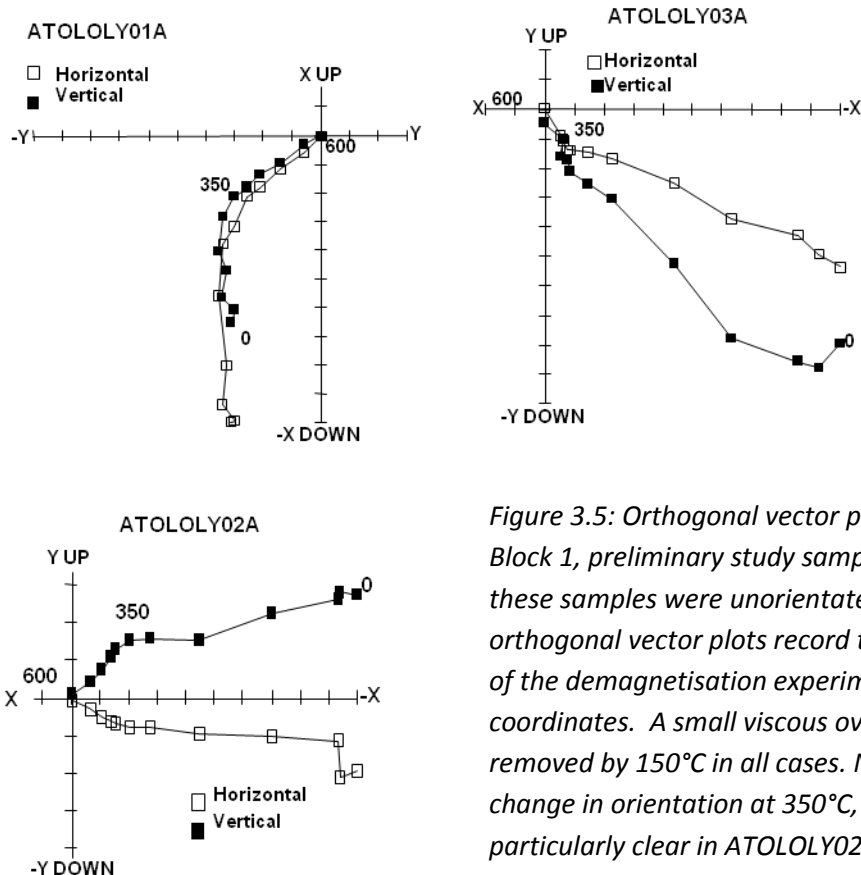 ATOLOLY01A
Horizontal
Vertical
X UP
-Y
Y
600
350
0
-X DOWN
ATOLOLY03A
Y UP
Horizontal
Vertical
X
600
-X
350
0
-Y DOWN
ATOLOLY02A
Y UP
0
350
600
X
-X
Horizontal
Vertical
-Y DOWN
Figure 3.5: Orthogonal vector p
Block 1, preliminary study samp
these samples were unorientate
orthogonal vector plots record t
of the demagnetisation experim
coordinates. A small viscous ov
removed by 150°C in all cases.
change in orientation at 350°C,
particularly clear in ATOLOLY02